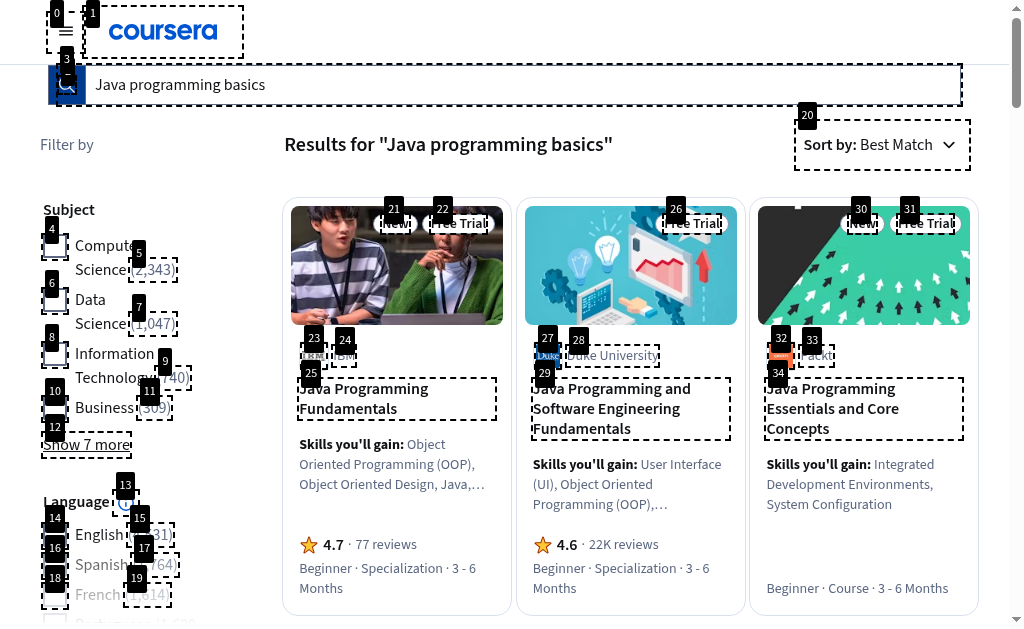 coursera
Java programming basics
Filter by
Results for "Java programming basics"
Sort by: Best Match
Subject
Computer
Science (2,343)
Data
Science (1,047)
Information
Technology (740)
Business (309)
Show 7 more
Language
English
Spanish
French (1,614)
New
Free Trial
IBM
Java Programming
Fundamentals
Skills you'll gain: Object
Oriented Programming (OOP),
Object Oriented Design, Java,…
4.7 · 77 reviews
Beginner · Specialization · 3 - 6
Months
Free Trial
Duke
Duke University
Java Programming and
Software Engineering
Fundamentals
Skills you'll gain: User Interface
(UI), Object Oriented
Programming (OOP),…
4.6 · 22K reviews
Beginner · Specialization · 3 - 6
Months
New
Free Trial
Packt
Java Programming
Essentials and Core
Concepts
Skills you'll gain: Integrated
Development Environments,
System Configuration
Beginner · Course · 3 - 6 Months
0
1
3
4
5
6
7
8
9
10
11
12
13
14
15
16
17
18
19
20
21
22
23
24
25
26
27
28
29
30
31
32
33
34